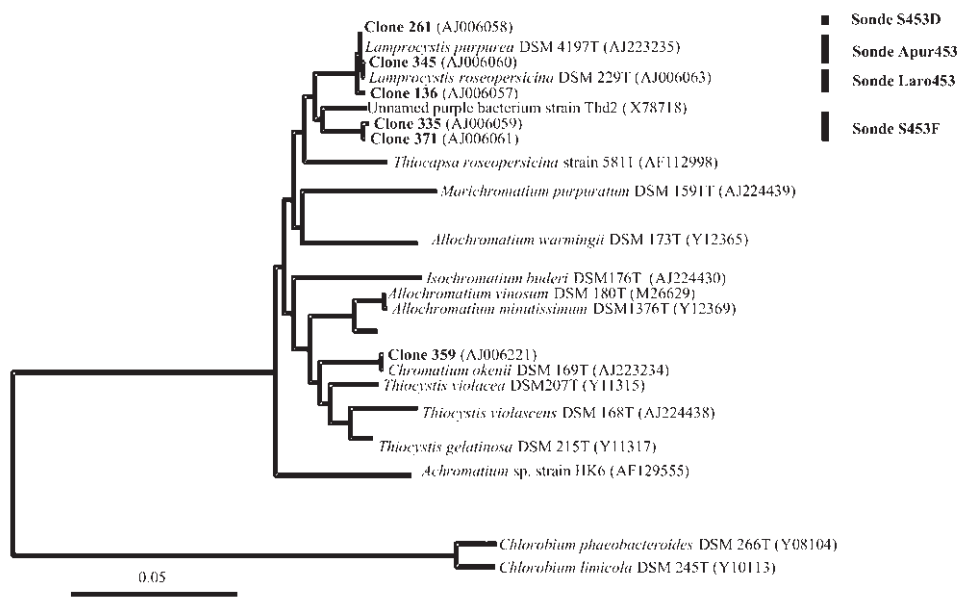 Clone 261 (AJ006058)
Sonde S453D
Lamprocystis purpurea DSM 4197T (AJ223235)
Sonde Apur453
Clone 345 (AJ006060)
Lamprocystis roseopersicina DSM 229T (AJ006063)
Sonde Laro453
Clone 136 (AJ006057)
Unnamed purple bacterium strain Thd2 (X78718)
Clone 335 (AJ006059)
Sonde S453F
Clone 371 (AJ006061)
Thiocapsa roseopersicina strain 5811 (AF112998)
Marichromatium purpuratum DSM 1591T (AJ224439)
Allochromatium warmingii DSM 173T (Y12365)
Isochromatium buderi DSM176T (AJ224430)
Allochromatium vinosum DSM 180T (M26629)
Allochromatium minutissimum DSM1376T (Y12369)
Clone 359 (AJ006221)
Chromatium okenii DSM 169T (AJ223234)
Thiocystis violacea DSM207T (Y11315)
Thiocystis violascens DSM 168T (AJ224438)
Thiocystis gelatinosa DSM 215T (Y11317)
Achromatium sp. strain HK6 (AF129555)
Chlorobium phaeobacteroides DSM 266T (Y08104)
Chlorobium limicola DSM 245T (Y10113)
0.05